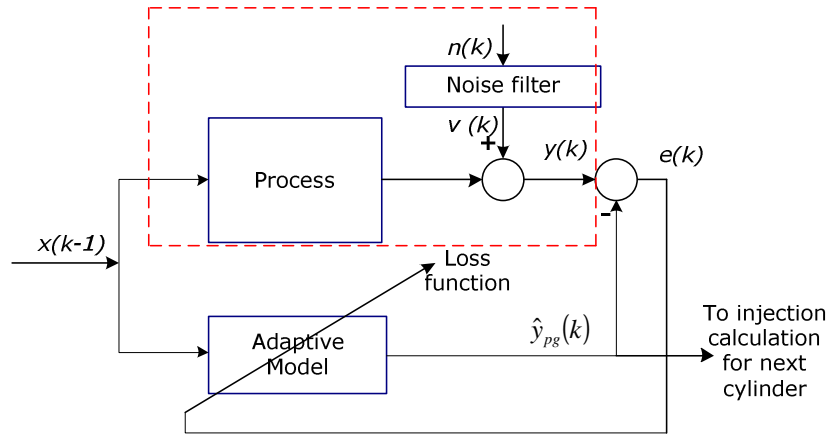 n(k)
Noise filter
v (k)
+
y(k)
e(k)
Process
-
x(k-1)
Loss
function
Adaptive
Model
ŷpg(k)
To injection
calculation
for next
cylinder